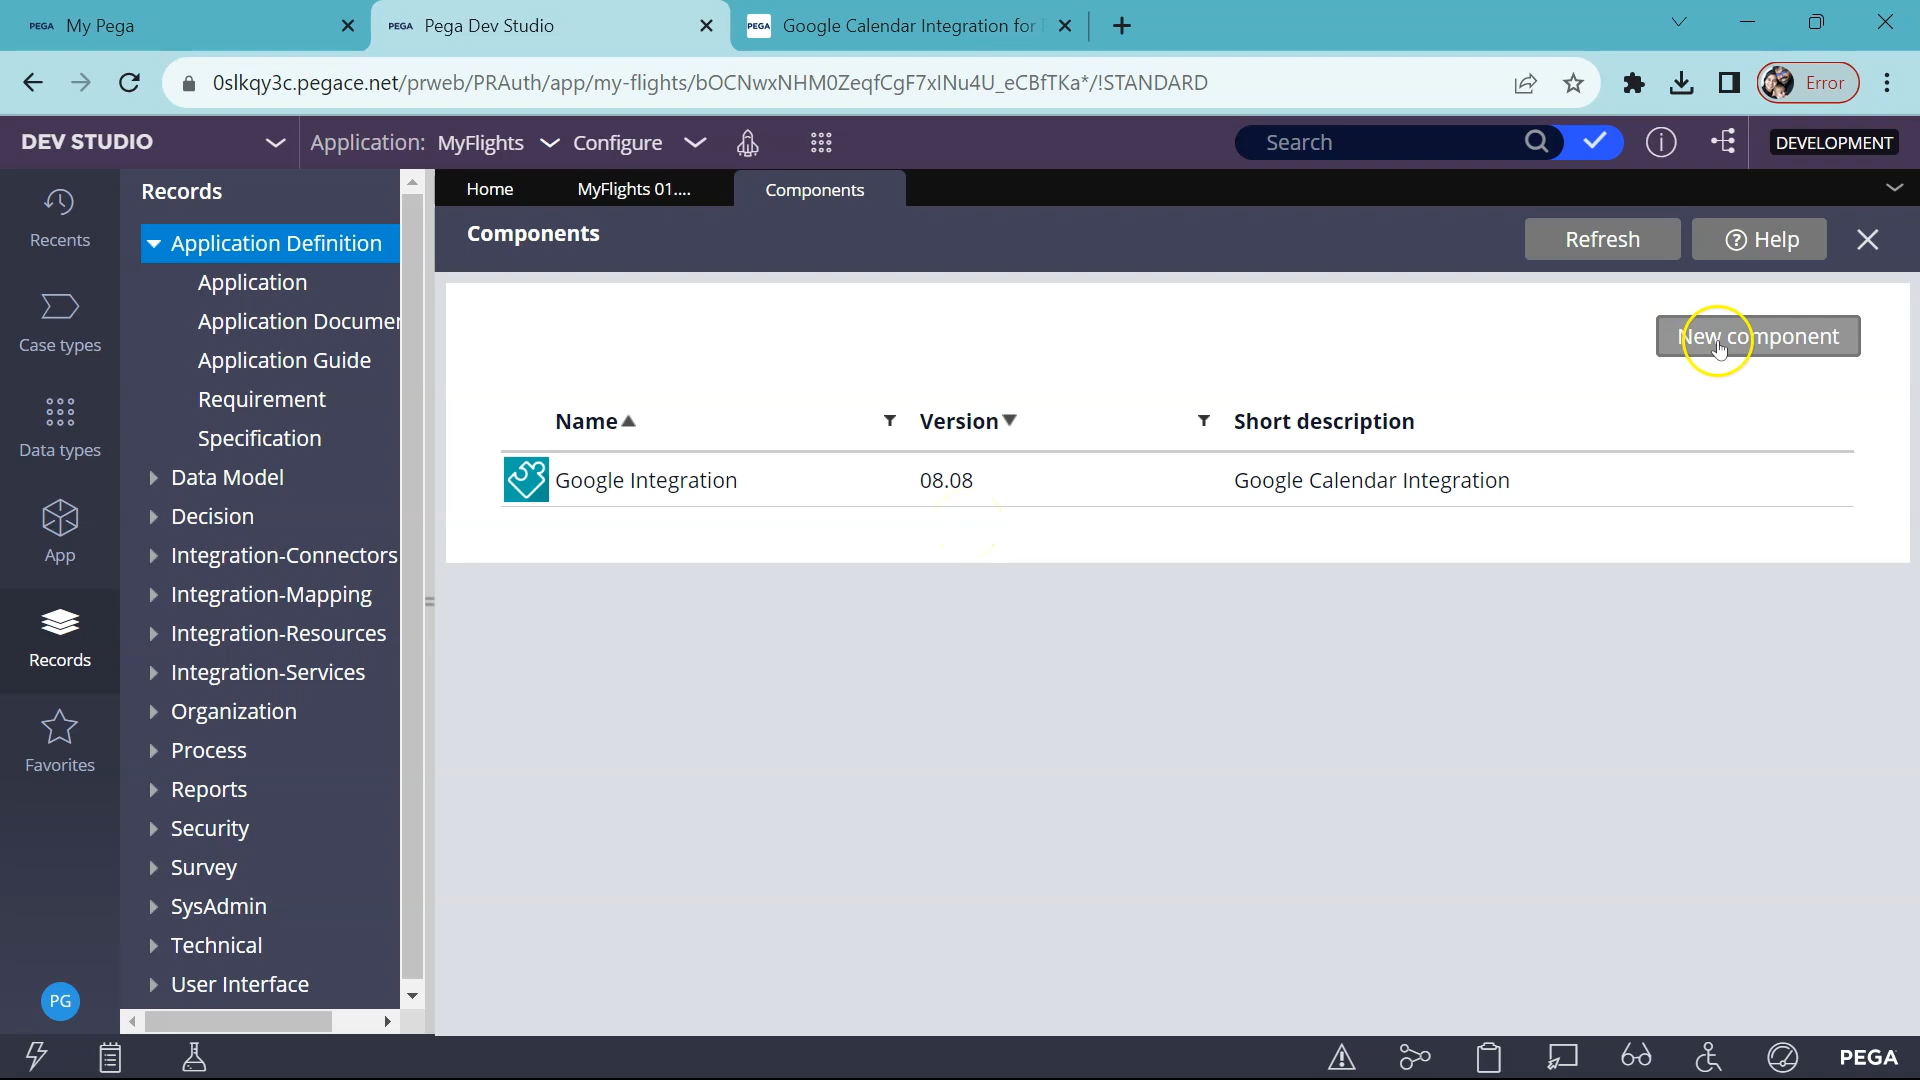 PEGA My Pega
PEGA Pega Dev Studio
PEGA Google Calendar Integration for
0slkqy3c.pegace.net/prweb/PRAuth/app/my-flights/bOCNwxNHM0ZeqfCgF7xINu4U_eCBfTKa*/!STANDARD
Error
DEV STUDIO
Application: MyFlights
Configure
Search
DEVELOPMENT
Recents
Case types
Data types
App
Records
Favorites
PG
Records
Application Definition
Application
Application Documen
Application Guide
Requirement
Specification
Data Model
Decision
Integration-Connectors
Integration-Mapping
Integration-Resources
Integration-Services
Organization
Process
Reports
Security
Survey
SysAdmin
Technical
User Interface
Home
MyFlights 01....
Components
Components
Refresh
Help
New component
Name Version Short description
Google Integration 08.08 Google Calendar Integration
PEGA